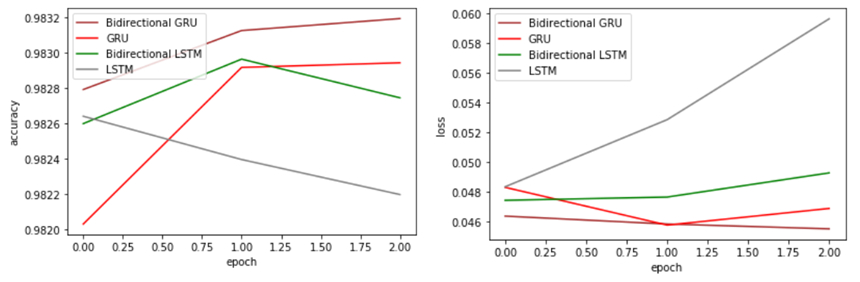 0.9832
0.9830
0.9828
0.9826
0.9824
0.9822
0.9820
accuracy
Bidirectional GRU
GRU
Bidirectional LSTM
LSTM
0.00 0.25 0.50 0.75 1.00 1.25 1.50 1.75 2.00
epoch
0.060
0.058
0.056
0.054
0.052
0.050
0.048
0.046
loss
Bidirectional GRU
GRU
Bidirectional LSTM
LSTM
0.00 0.25 0.50 0.75 1.00 1.25 1.50 1.75 2.00
epoch